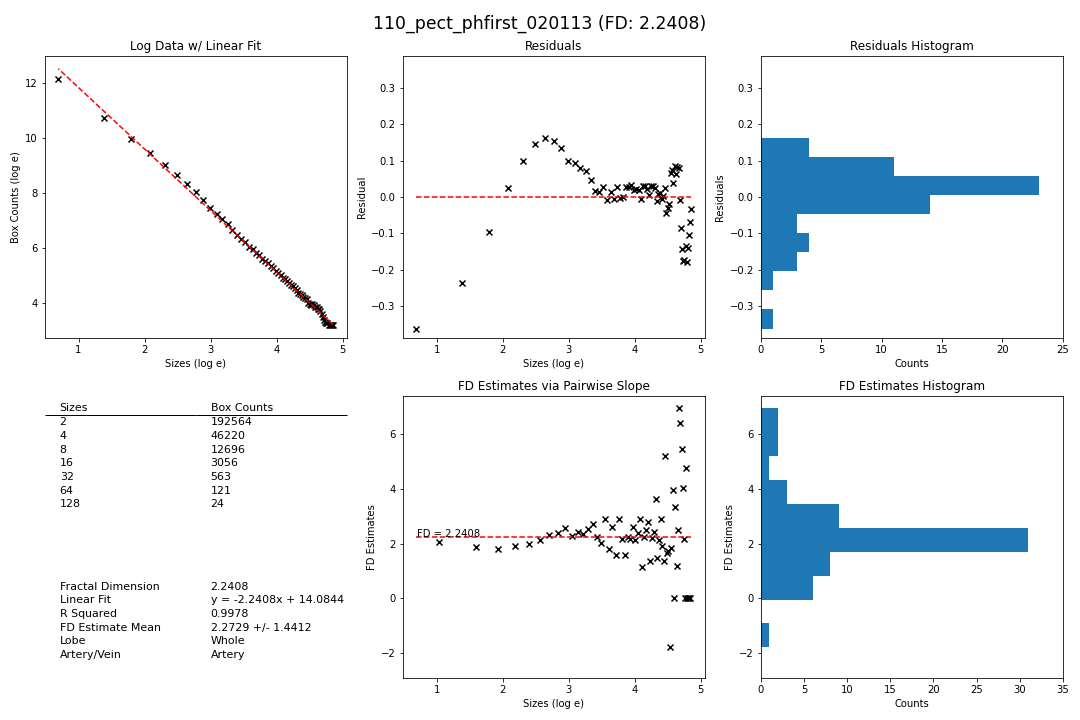 110_pect_phfirst_020113 (FD: 2.2408)
Log Data w/ Linear Fit
Box Counts (log e)
12
10
8
6
4
1
2
3
4
5
Sizes (log e)
Residuals
Residual
0.3
0.2
0.1
0.0
−0.1
−0.2
−0.3
1
2
3
4
5
Sizes (log e)
Residuals Histogram
Residuals
0.3
0.2
0.1
0.0
−0.1
−0.2
−0.3
0
5
10
15
20
25
Counts
Sizes Box Counts
2 192564
4 46220
8 12696
16 3056
32 563
64 121
128 24
Fractal Dimension 2.2408
Linear Fit y = -2.2408x + 14.0844
R Squared 0.9978
FD Estimate Mean 2.2729 +/- 1.4412
Lobe Whole
Artery/Vein Artery
FD Estimates via Pairwise Slope
FD Estimates
6
4
2
0
−2
FD = 2.2408
1
2
3
4
5
Sizes (log e)
FD Estimates Histogram
FD Estimates
6
4
2
0
−2
0
5
10
15
20
25
30
35
Counts